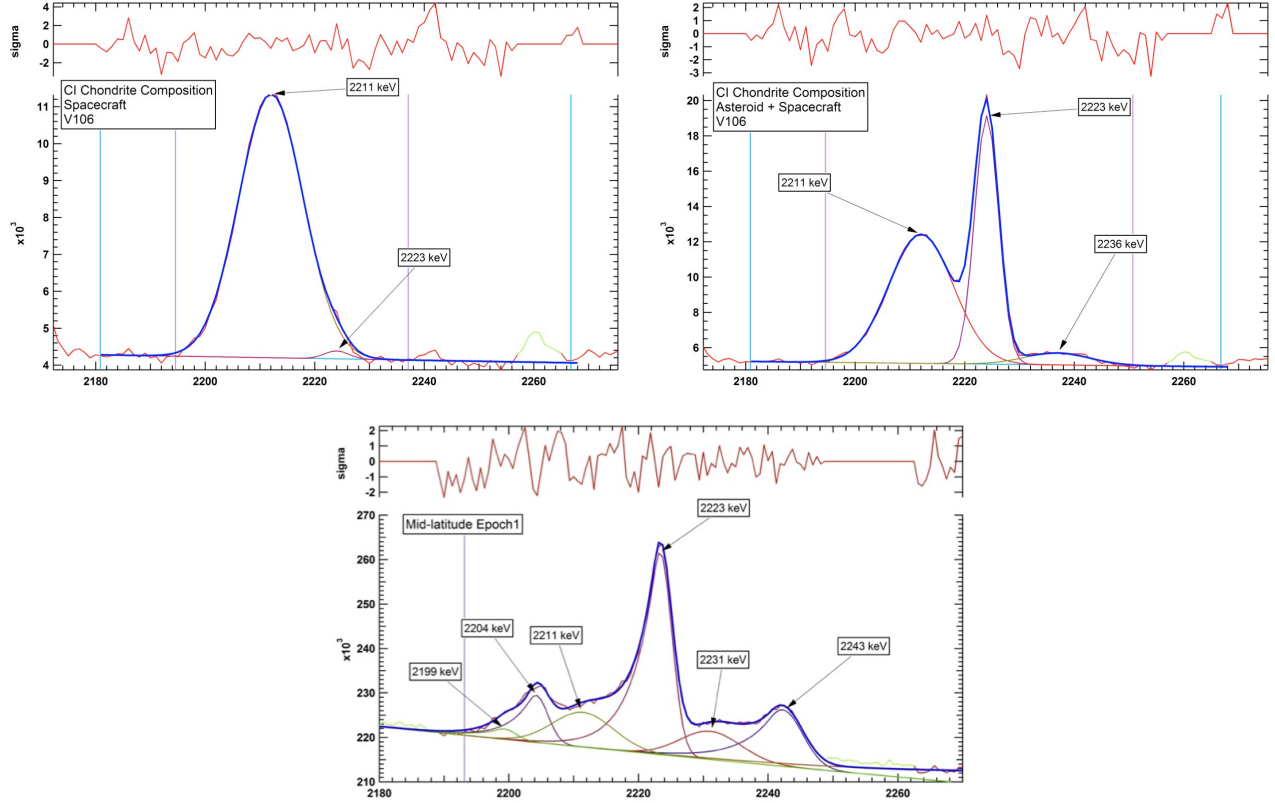 sigma
4
2
0
-2
CI Chondrite Composition
Spacecraft
V106
2211 keV
2223 keV
x10³
11
10
9
8
7
6
5
4
2180
2200
2220
2240
2260
sigma
2
1
0
-1
-2
-3
CI Chondrite Composition
Asteroid + Spacecraft
V106
2223 keV
2211 keV
2236 keV
x10³
20
18
16
14
12
10
8
6
2180
2200
2220
2240
2260
sigma
2
1
0
-1
-2
Mid-latitude Epoch1
2223 keV
2204 keV
2211 keV
2199 keV
2231 keV
2243 keV
x10³
270
260
250
240
230
220
210
2180
2200
2220
2240
2260